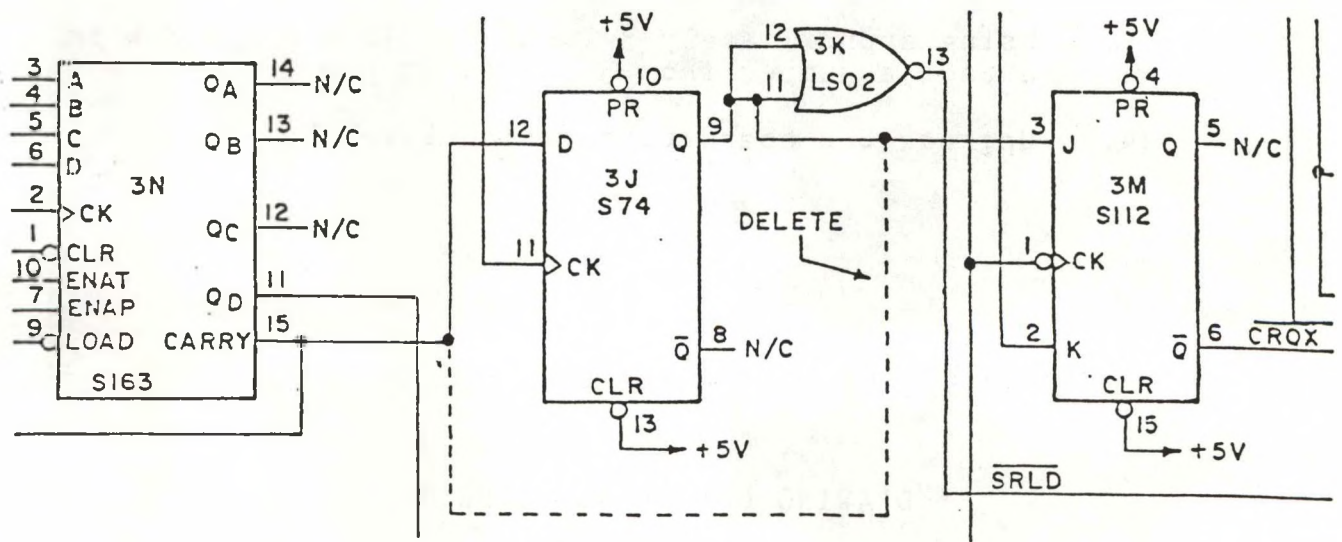 3 A
4 B
5 C
6 D
2 CK
1 CLR
10 ENAT
7 ENAP
9 LOAD
3N
S163
QA 14 N/C
QB 13 N/C
QC 12 N/C
QD 11
CARRY 15
+5V
10
PR
12 D
Q 9
3J
S74
11 CK
Q̅ 8 N/C
CLR
13
+5V
12
11
3K
LS02
13
DELETE
+5V
4
PR
3 J
Q 5 N/C
3M
S112
1 CK
2 K
Q̅ 6
C̅R̅Q̅X̅
CLR
15
+5V
S̅R̅L̅D̅